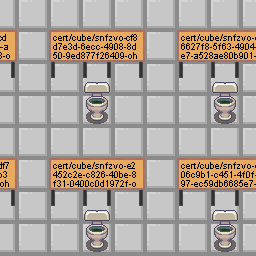 cert/cube/snfzvo-cf8
d7e3d-6ecc-4908-8d
50-9ed877f26409-oh
cert/cube/snfzvo-
6627f8-5f63-4904-
e7-a528ae80b901-
cert/cube/snfzvo-e2
452c2e-c826-40be-8
f31-0400c0d1972f-o
cert/cube/snfzvo-
06c9b1-c451-4f0f-
97-ec59db6685e7-